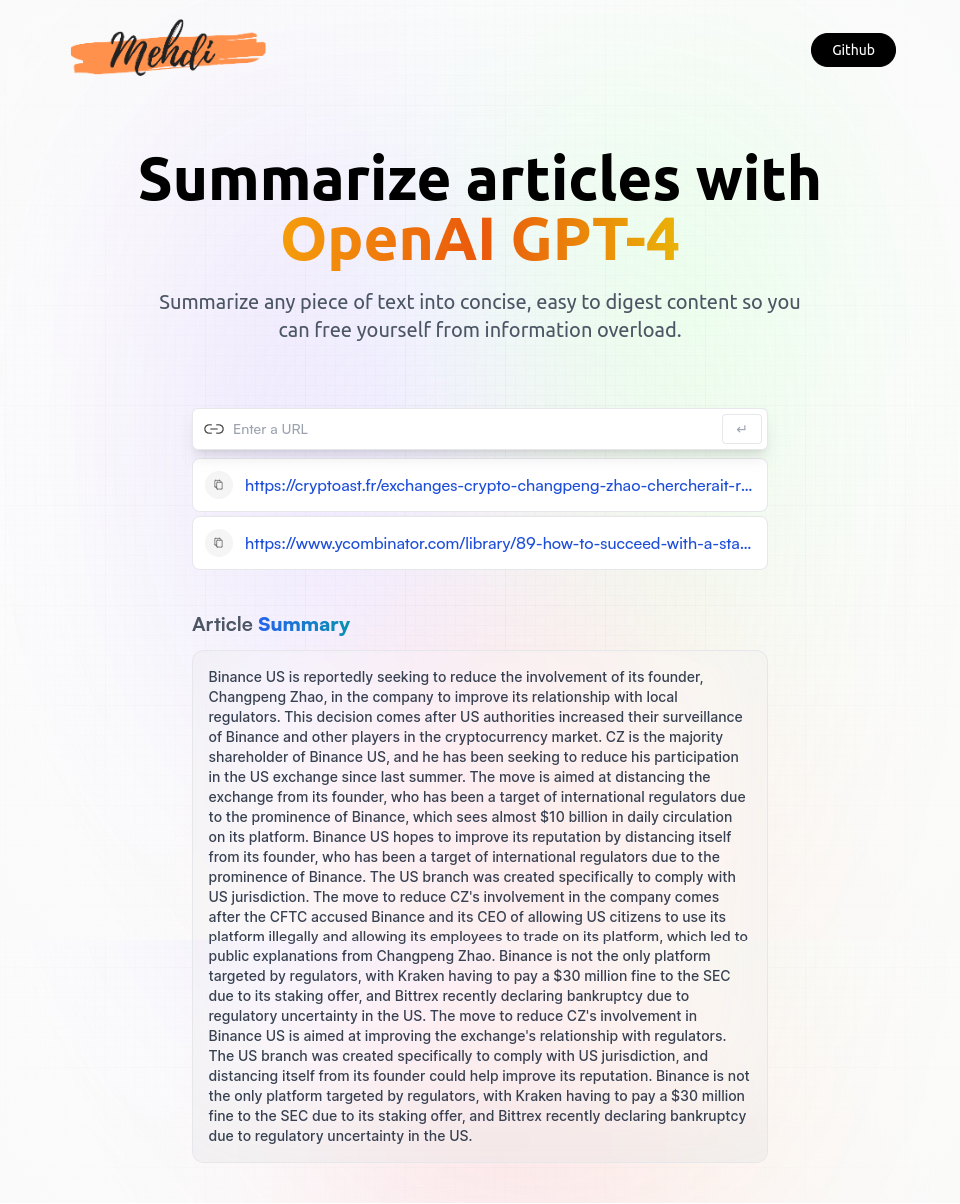 Mehdi
Github
Summarize articles with
OpenAI GPT-4
Summarize any piece of text into concise, easy to digest content so you
can free yourself from information overload.
Enter a URL
↵
https://cryptoast.fr/exchanges-crypto-changpeng-zhao-chercherait-r...
https://www.ycombinator.com/library/89-how-to-succeed-with-a-sta...
Article Summary
Binance US is reportedly seeking to reduce the involvement of its founder,
Changpeng Zhao, in the company to improve its relationship with local
regulators. This decision comes after US authorities increased their surveillance
of Binance and other players in the cryptocurrency market. CZ is the majority
shareholder of Binance US, and he has been seeking to reduce his participation
in the US exchange since last summer. The move is aimed at distancing the
exchange from its founder, who has been a target of international regulators due
to the prominence of Binance, which sees almost $10 billion in daily circulation
on its platform. Binance US hopes to improve its reputation by distancing itself
from its founder, who has been a target of international regulators due to the
prominence of Binance. The US branch was created specifically to comply with
US jurisdiction. The move to reduce CZ's involvement in the company comes
after the CFTC accused Binance and its CEO of allowing US citizens to use its
platform illegally and allowing its employees to trade on its platform, which led to
public explanations from Changpeng Zhao. Binance is not the only platform
targeted by regulators, with Kraken having to pay a $30 million fine to the SEC
due to its staking offer, and Bittrex recently declaring bankruptcy due to
regulatory uncertainty in the US. The move to reduce CZ's involvement in
Binance US is aimed at improving the exchange's relationship with regulators.
The US branch was created specifically to comply with US jurisdiction, and
distancing itself from its founder could help improve its reputation. Binance is not
the only platform targeted by regulators, with Kraken having to pay a $30 million
fine to the SEC due to its staking offer, and Bittrex recently declaring bankruptcy
due to regulatory uncertainty in the US.